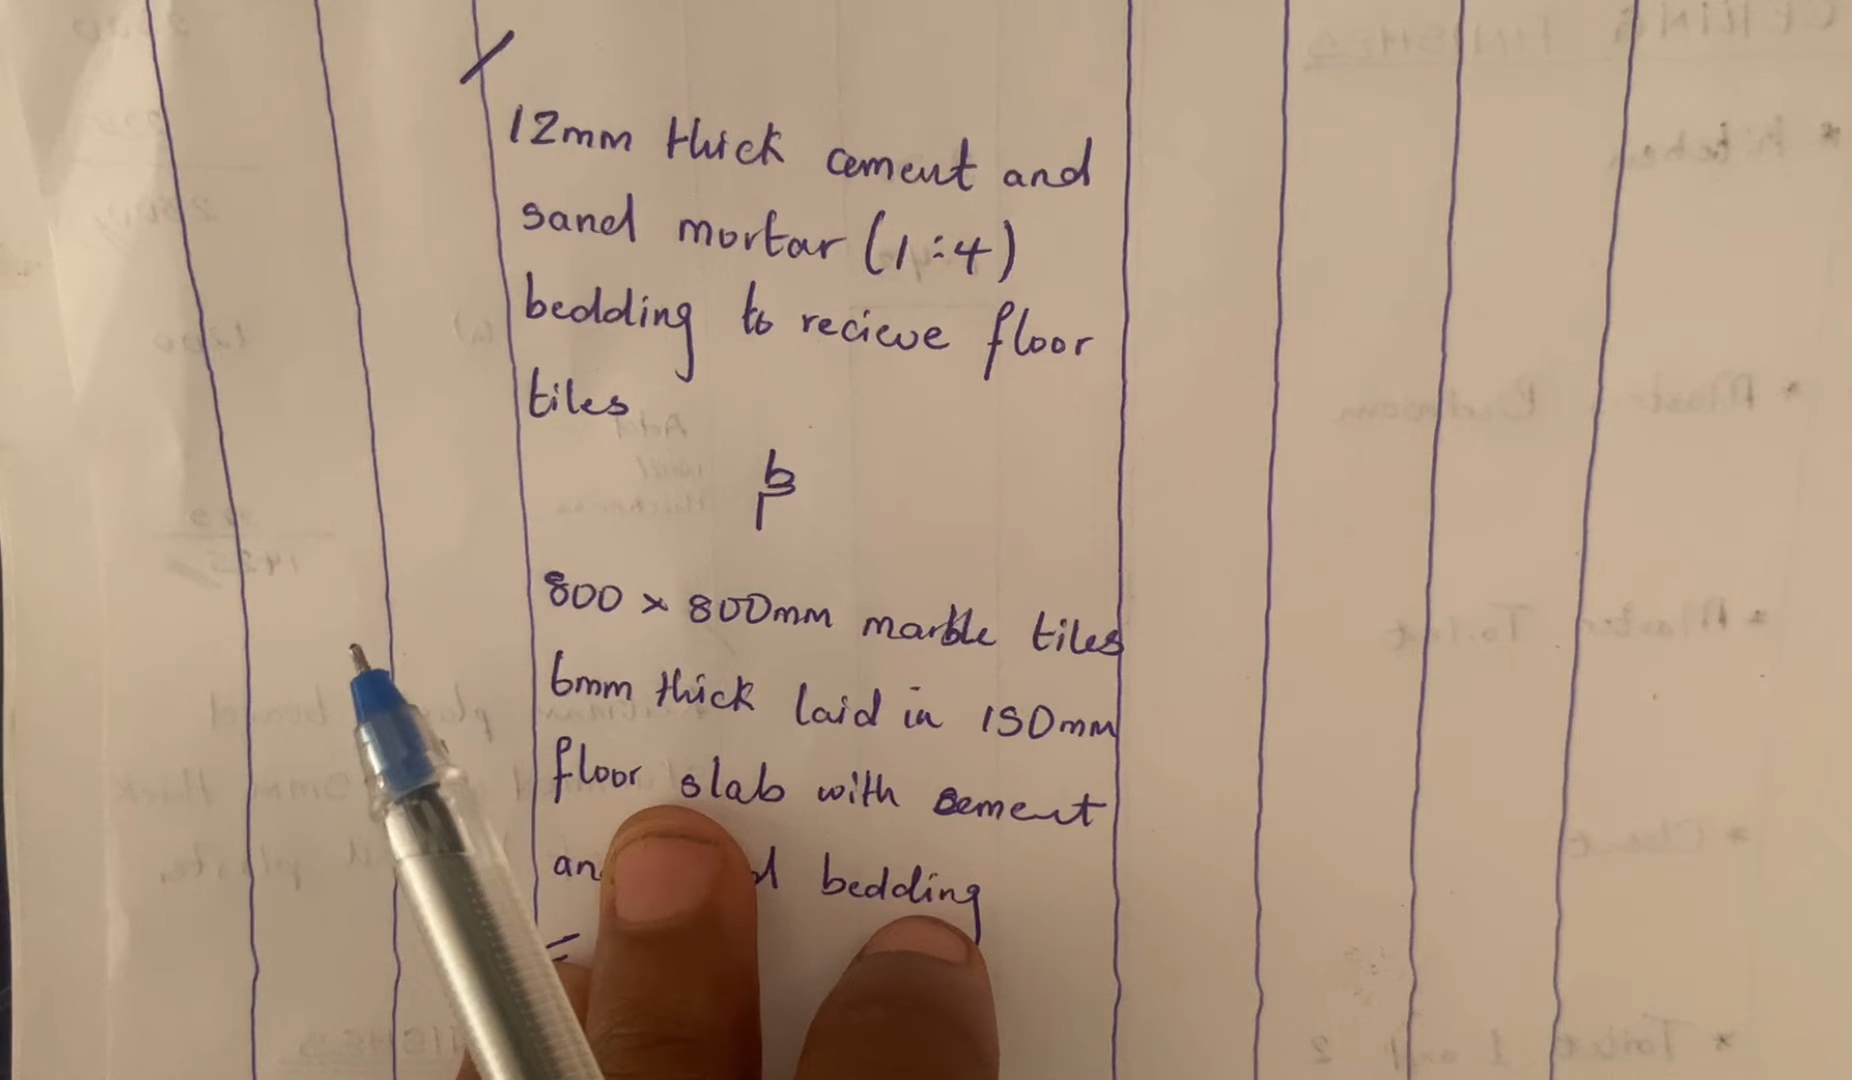 12mm thick cement and
sand mortar (1:4)
bedding to recieve floor
tiles
800 × 800mm marble tiles
6mm thick laid in 150mm
floor slab with cement
bedding